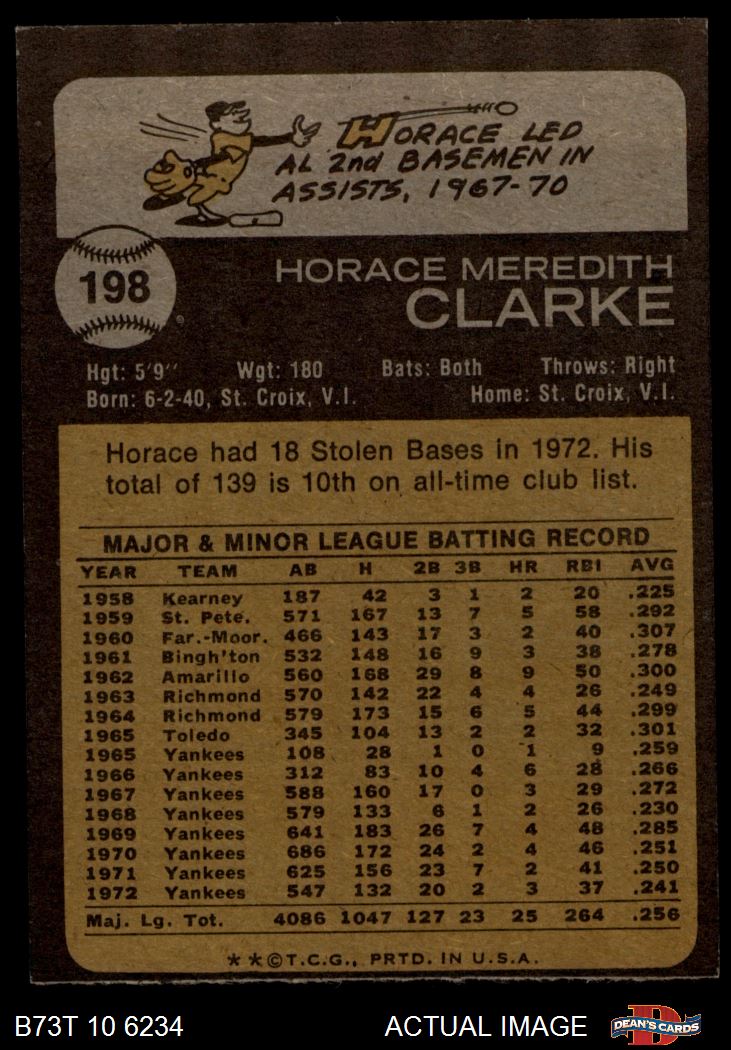 HORACE LED
AL 2nd BASEMEN IN
ASSISTS, 1967-70
198
HORACE MEREDITH
CLARKE
Hgt: 5'9" Wgt: 180 Bats: Both Throws: Right
Born: 6-2-40, St. Croix, V.I. Home: St. Croix, V.I.
Horace had 18 Stolen Bases in 1972. His
total of 139 is 10th on all-time club list.
MAJOR & MINOR LEAGUE BATTING RECORD
YEAR TEAM AB H 2B 3B HR RBI AVG
1958 Kearney 187 42 3 1 2 20 .225
1959 St. Pete. 571 167 13 7 5 58 .292
1960 Far.-Moor. 466 143 17 3 2 40 .307
1961 Bingh'ton 532 148 16 9 3 38 .278
1962 Amarillo 560 168 29 8 9 50 .300
1963 Richmond 570 142 22 4 4 26 .249
1964 Richmond 579 173 15 6 5 44 .299
1965 Toledo 345 104 13 2 2 32 .301
1965 Yankees 108 28 1 0 1 9 .259
1966 Yankees 312 83 10 4 6 28 .266
1967 Yankees 588 160 17 0 3 29 .272
1968 Yankees 579 133 6 1 2 26 .230
1969 Yankees 641 183 26 7 4 48 .285
1970 Yankees 686 172 24 2 4 46 .251
1971 Yankees 625 156 23 7 2 41 .250
1972 Yankees 547 132 20 2 3 37 .241
Maj. Lg. Tot. 4086 1047 127 23 25 264 .256
★★©T.C.G., PRTD. IN U.S.A.
B73T 10 6234 ACTUAL IMAGE D DEAN'S CARDS